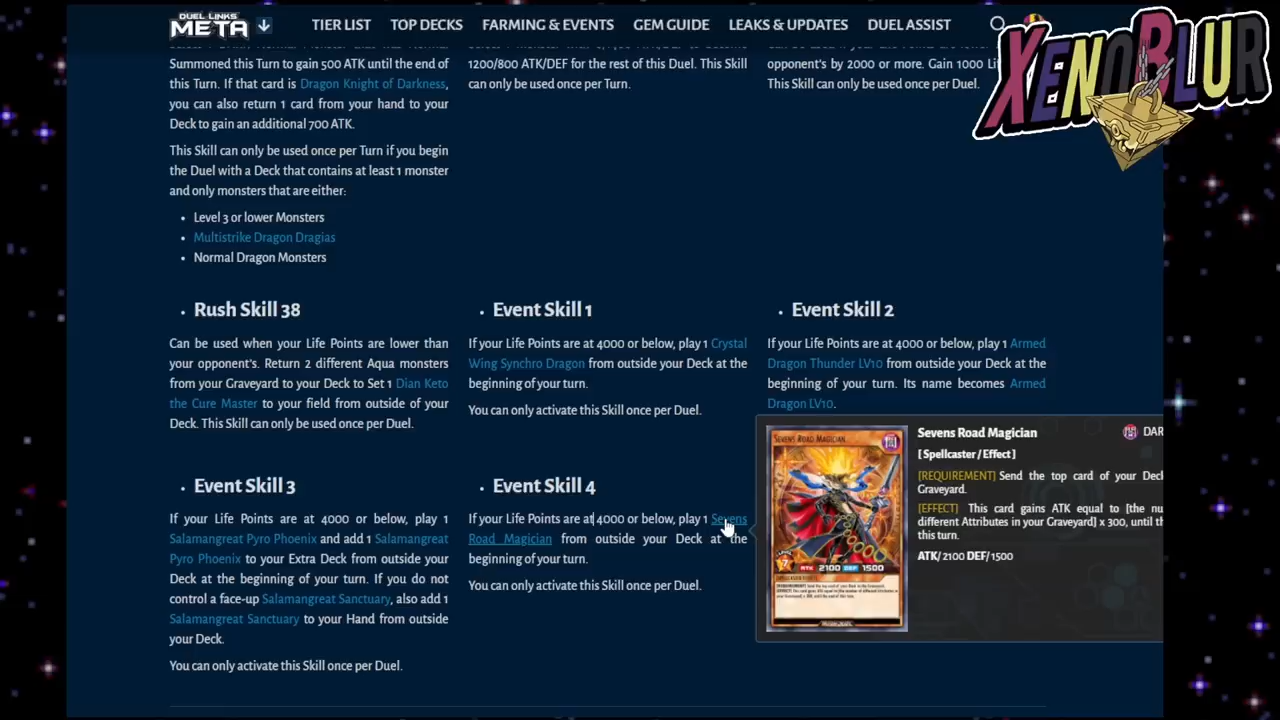 DUEL LINKS
META
TIER LIST
TOP DECKS
FARMING & EVENTS
GEM GUIDE
LEAKS & UPDATES
DUEL ASSIST
XENOBLUR
Summoned this Turn to gain 500 ATK until the end of
this Turn. If that card is Dragon Knight of Darkness,
you can also return 1 card from your hand to your
Deck to gain an additional 700 ATK.
This Skill can only be used once per Turn if you begin
the Duel with a Deck that contains at least 1 monster
and only monsters that are either:
• Level 3 or lower Monsters
• Multistrike Dragon Dragias
• Normal Dragon Monsters
1200/800 ATK/DEF for the rest of this Duel. This Skill
can only be used once per Turn.
opponent's by 2000 or more. Gain 1000 Li
This Skill can only be used once per Duel.
• Rush Skill 38
Can be used when your Life Points are lower than
your opponent's. Return 2 different Aqua monsters
from your Graveyard to your Deck to Set 1 Dian Keto
the Cure Master to your field from outside of your
Deck. This Skill can only be used once per Duel.
• Event Skill 1
If your Life Points are at 4000 or below, play 1 Crystal
Wing Synchro Dragon from outside your Deck at the
beginning of your turn.
You can only activate this Skill once per Duel.
• Event Skill 2
If your Life Points are at 4000 or below, play 1 Armed
Dragon Thunder LV10 from outside your Deck at the
beginning of your turn. Its name becomes Armed
Dragon LV10.
• Event Skill 3
If your Life Points are at 4000 or below, play 1
Salamangreat Pyro Phoenix and add 1 Salamangreat
Pyro Phoenix to your Extra Deck from outside your
Deck at the beginning of your turn. If you do not
control a face-up Salamangreat Sanctuary, also add 1
Salamangreat Sanctuary to your Hand from outside
your Deck.
You can only activate this Skill once per Duel.
• Event Skill 4
If your Life Points are at 4000 or below, play 1 Sevens
Road Magician from outside your Deck at the
beginning of your turn.
You can only activate this Skill once per Duel.
SEVENS ROAD MAGICIAN
LEVEL
7
ATK 2100 DEF 1500
Sevens Road Magician
DAR
[ Spellcaster / Effect ]
[REQUIREMENT] Send the top card of your Deck
Graveyard.
[EFFECT] This card gains ATK equal to [the nu
different Attributes in your Graveyard] x 300, until th
this turn.
ATK/ 2100 DEF/ 1500